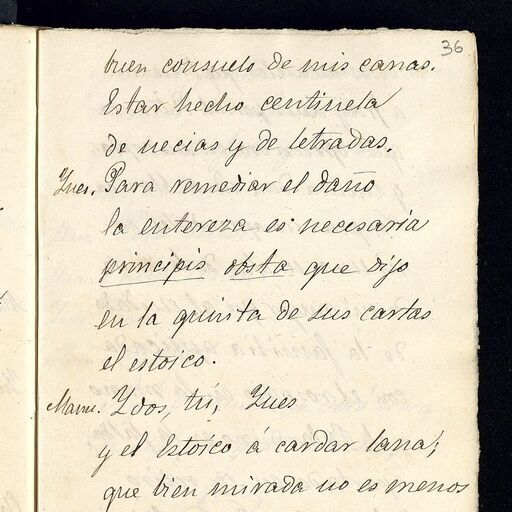 36
buen consuelo de mis canas.
Estar hecho centinela
de necias y de letradas.
Ynes. Para remediar el daño
la entereza es necesaria
principis obsta que dijo
en la quinta de sus cartas
el estoico.
Manu. Ydos, tú, Ynes
y el Estoico á cardar lana;
que bien mirada no es menos